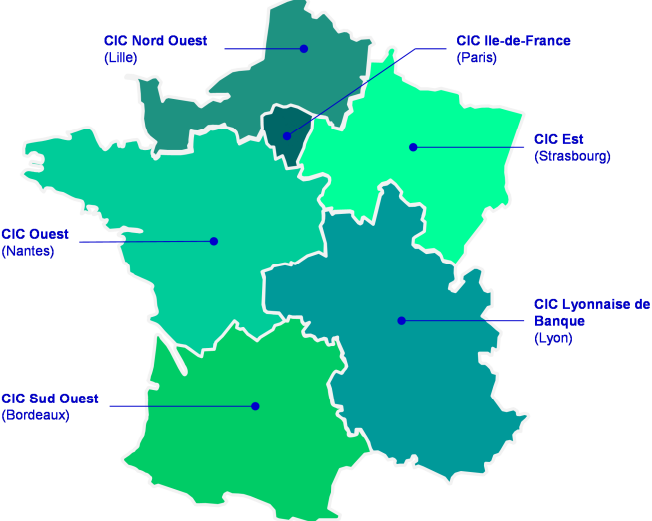 CIC Nord Ouest
(Lille)
CIC Ile-de-France
(Paris)
CIC Est
(Strasbourg)
CIC Ouest
(Nantes)
CIC Lyonnaise de
Banque
(Lyon)
CIC Sud Ouest
(Bordeaux)